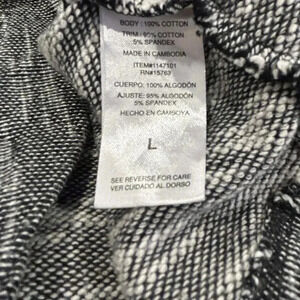 BODY: 100% COTTON
TRIM: 95% COTTON
5% SPANDEX
MADE IN CAMBODIA
ITEM#1147101
RN#15763
CUERPO: 100% ALGODÓN
AJUSTE: 95% ALGODÓN
5% SPANDEX
HECHO EN CAMBOYA
L
SEE REVERSE FOR CARE
VER CUIDADO AL DORSO